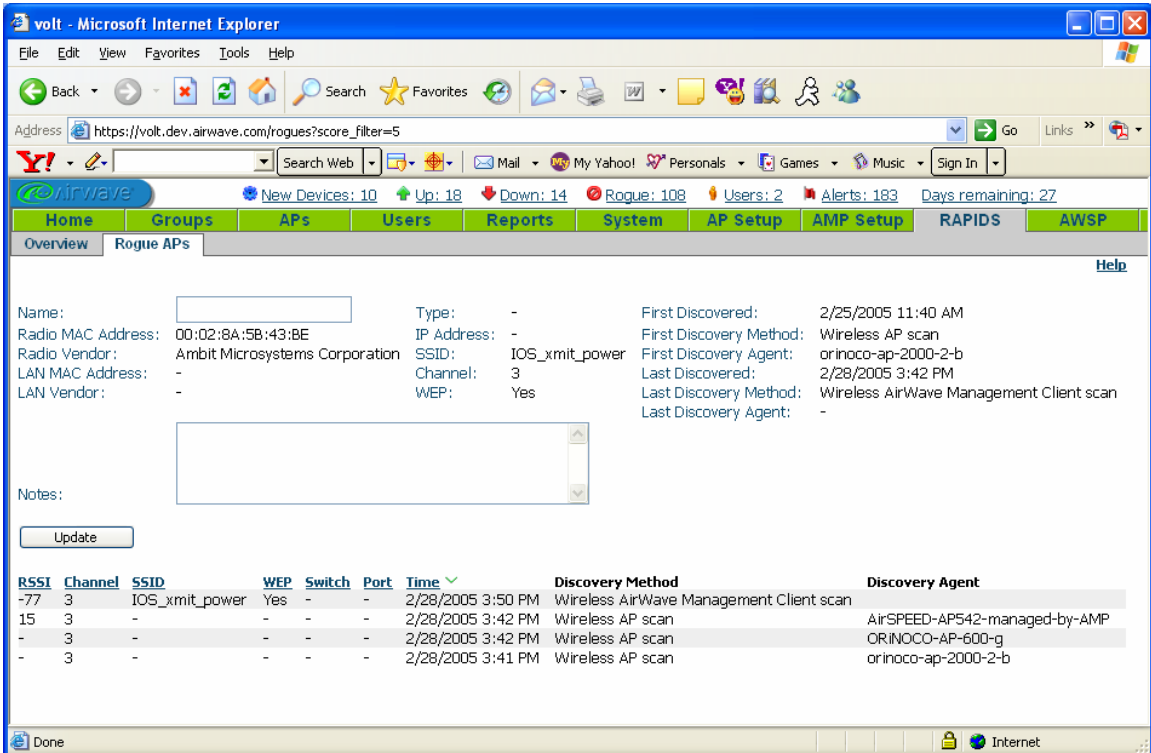 volt - Microsoft Internet Explorer
File Edit View Favorites Tools Help
Back Search Favorites
Address https://volt.dev.airwave.com/rogues?score_filter=5 Go Links »
Y! Search Web Mail My Yahoo! Personals Games Music Sign In
airwave New Devices: 10 Up: 18 Down: 14 Rogue: 108 Users: 2 Alerts: 183 Days remaining: 27
Home Groups APs Users Reports System AP Setup AMP Setup RAPIDS AWSP
Overview Rogue APs
Help
Name: Type: - First Discovered: 2/25/2005 11:40 AM
Radio MAC Address: 00:02:8A:5B:43:BE IP Address: - First Discovery Method: Wireless AP scan
Radio Vendor: Ambit Microsystems Corporation SSID: IOS_xmit_power First Discovery Agent: orinoco-ap-2000-2-b
LAN MAC Address: - Channel: 3 Last Discovered: 2/28/2005 3:42 PM
LAN Vendor: - WEP: Yes Last Discovery Method: Wireless AirWave Management Client scan
Last Discovery Agent: -
Notes:
Update
RSSI Channel SSID WEP Switch Port Time Discovery Method Discovery Agent
-77 3 IOS_xmit_power Yes - - 2/28/2005 3:50 PM Wireless AirWave Management Client scan
15 3 - - - - 2/28/2005 3:42 PM Wireless AP scan AirSPEED-AP542-managed-by-AMP
- 3 - - - - 2/28/2005 3:42 PM Wireless AP scan ORiNOCO-AP-600-g
- 3 - - - - 2/28/2005 3:41 PM Wireless AP scan orinoco-ap-2000-2-b
Done Internet